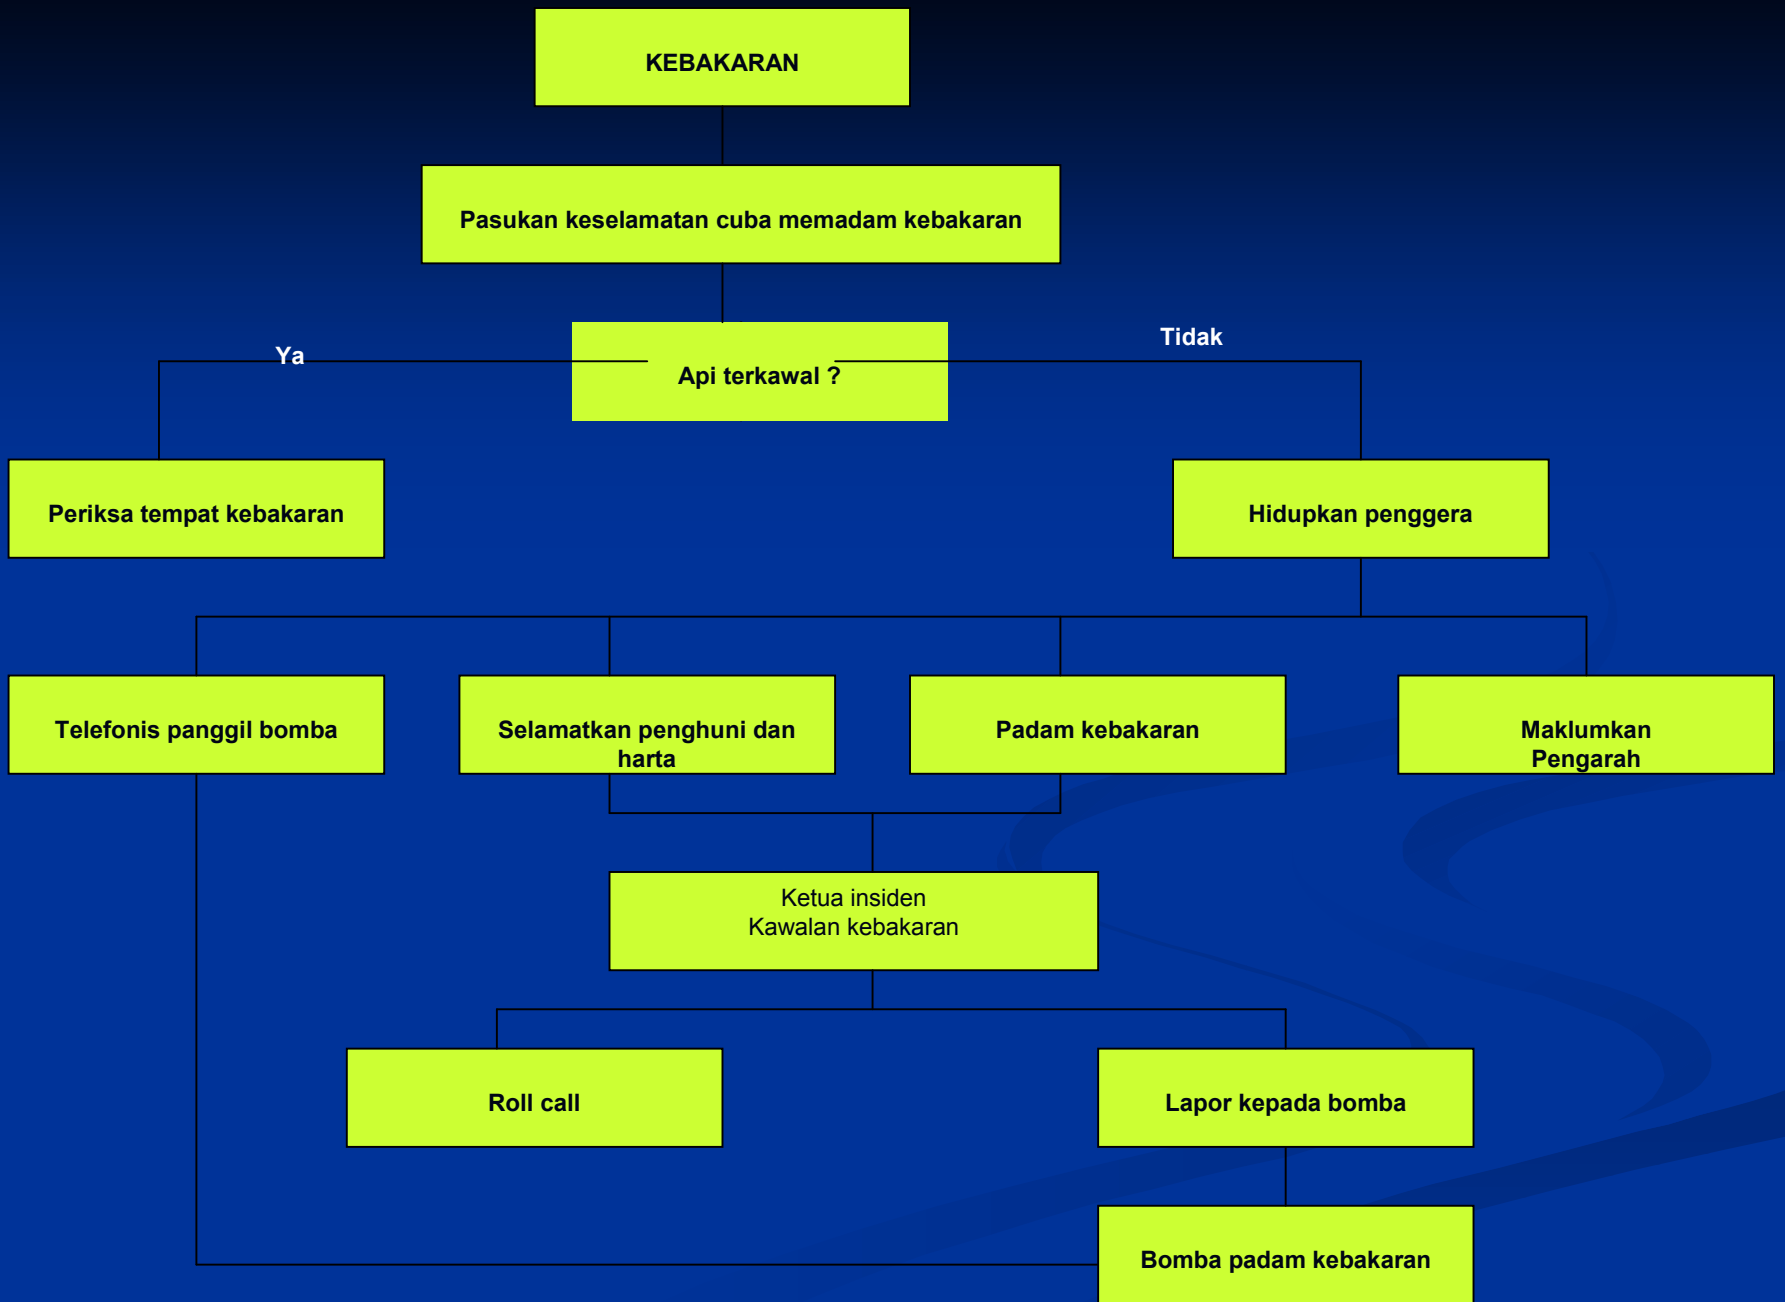 KEBAKARAN
Pasukan keselamatan cuba memadam kebakaran
Ya
Tidak
Api terkawal ?
Periksa tempat kebakaran
Hidupkan penggera
Telefonis panggil bomba
Selamatkan penghuni dan
harta
Padam kebakaran
Maklumkan
Pengarah
Ketua insiden
Kawalan kebakaran
Roll call
Lapor kepada bomba
Bomba padam kebakaran